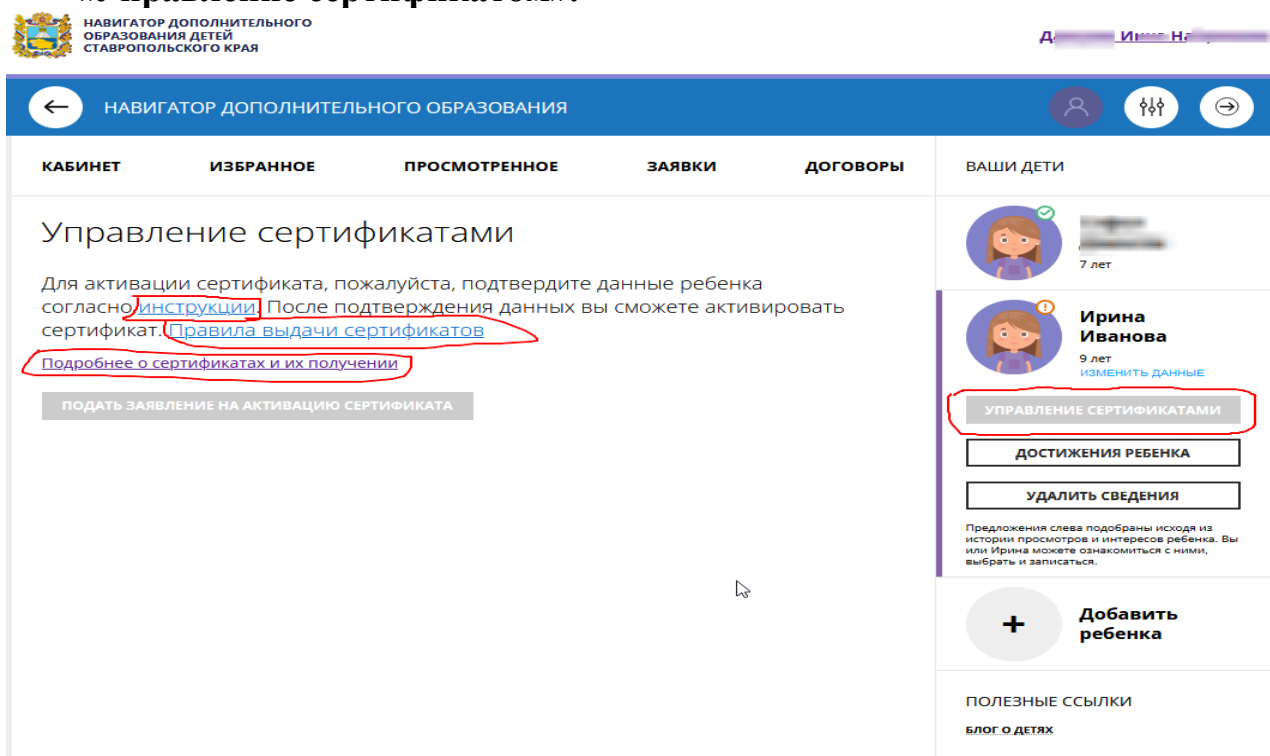 НАВИГАТОР ДОПОЛНИТЕЛЬНОГО
ОБРАЗОВАНИЯ ДЕТЕЙ
СТАВРОПОЛЬСКОГО КРАЯ
НАВИГАТОР ДОПОЛНИТЕЛЬНОГО ОБРАЗОВАНИЯ
КАБИНЕТ ИЗБРАННОЕ ПРОСМОТРЕННОЕ ЗАЯВКИ ДОГОВОРЫ
Управление сертификатами
Для активации сертификата, пожалуйста, подтвердите данные ребенка
согласно инструкции. После подтверждения данных вы сможете активировать
сертификат. Правила выдачи сертификатов
Подробнее о сертификатах и их получении
ПОДАТЬ ЗАЯВЛЕНИЕ НА АКТИВАЦИЮ СЕРТИФИКАТА
ВАШИ ДЕТИ
7 лет
Ирина
Иванова
9 лет
ИЗМЕНИТЬ ДАННЫЕ
УПРАВЛЕНИЕ СЕРТИФИКАТАМИ
ДОСТИЖЕНИЯ РЕБЕНКА
УДАЛИТЬ СВЕДЕНИЯ
Предложения слева подобраны исходя из
истории просмотров и интересов ребенка. Вы
или Ирина можете ознакомиться с ними,
выбрать и записаться.
+ Добавить
ребенка
ПОЛЕЗНЫЕ ССЫЛКИ
БЛОГ О ДЕТЯХ